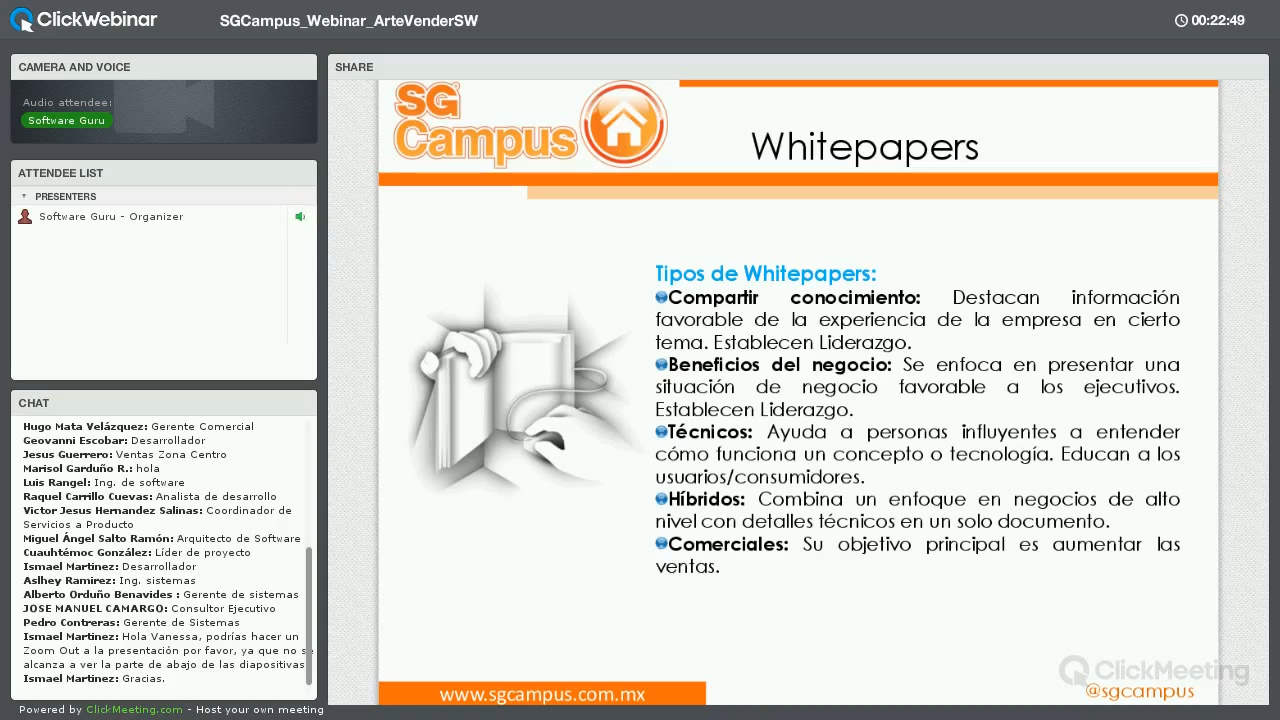 ClickWebinar
SGCampus_Webinar_ArteVenderSW
00:22:49
CAMERA AND VOICE
Audio attendee:
Software Guru
ATTENDEE LIST
PRESENTERS
Software Guru - Organizer
CHAT
Hugo Mata Velázquez: Gerente Comercial
Geovanni Escobar: Desarrollador
Jesus Guerrero: Ventas Zona Centro
Marisol Garduño R.: hola
Luis Rangel: Ing. de software
Raquel Carrillo Cuevas: Analista de desarrollo
Victor Jesus Hernandez Salinas: Coordinador de
Servicios a Producto
Miguel Ángel Salto Ramón: Arquitecto de Software
Cuauhtémoc González: Líder de proyecto
Ismael Martinez: Desarrollador
Aslhey Ramirez: Ing. sistemas
Alberto Orduño Benavides : Gerente de sistemas
JOSE MANUEL CAMARGO: Consultor Ejecutivo
Pedro Contreras: Gerente de Sistemas
Ismael Martinez: Hola Vansssa, podrías hacer un
Zoom Out a la presentación por favor, ya que no se
alcanza a ver la parte de abajo de las diapositivas
Ismael Martinez: Gracias.
Powered by ClickMeeting.com - Host your own meeting
SHARE
SG
Campus
Whitepapers
Tipos de Whitepapers:
Compartir conocimiento: Destacan información
favorable de la experiencia de la empresa en cierto
tema. Establecen Liderazgo.
Beneficios del negocio: Se enfoca en presentar una
situación de negocio favorable a los ejecutivos.
Establecen Liderazgo.
Técnicos: Ayuda a personas influyentes a entender
cómo funciona un concepto o tecnología. Educan a los
usuarios/consumidores.
Híbridos: Combina un enfoque en negocios de alto
nivel con detalles técnicos en un solo documento.
Comerciales: Su objetivo principal es aumentar las
ventas.
ClickMeeting
www.sgcampus.com.mx
@sgcampus